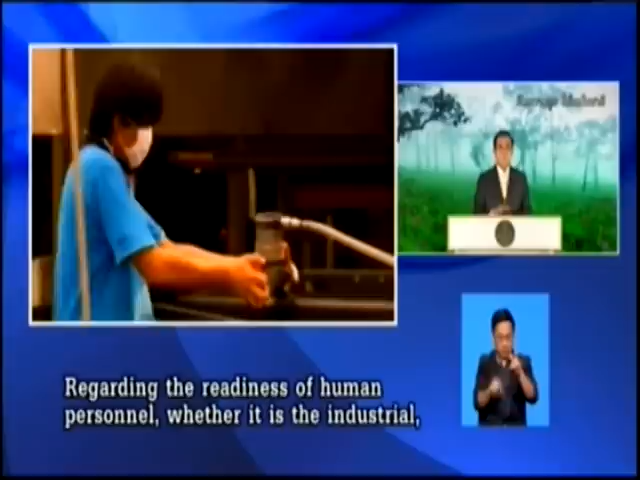 Regarding the readiness of human
personnel, whether it is the industrial,